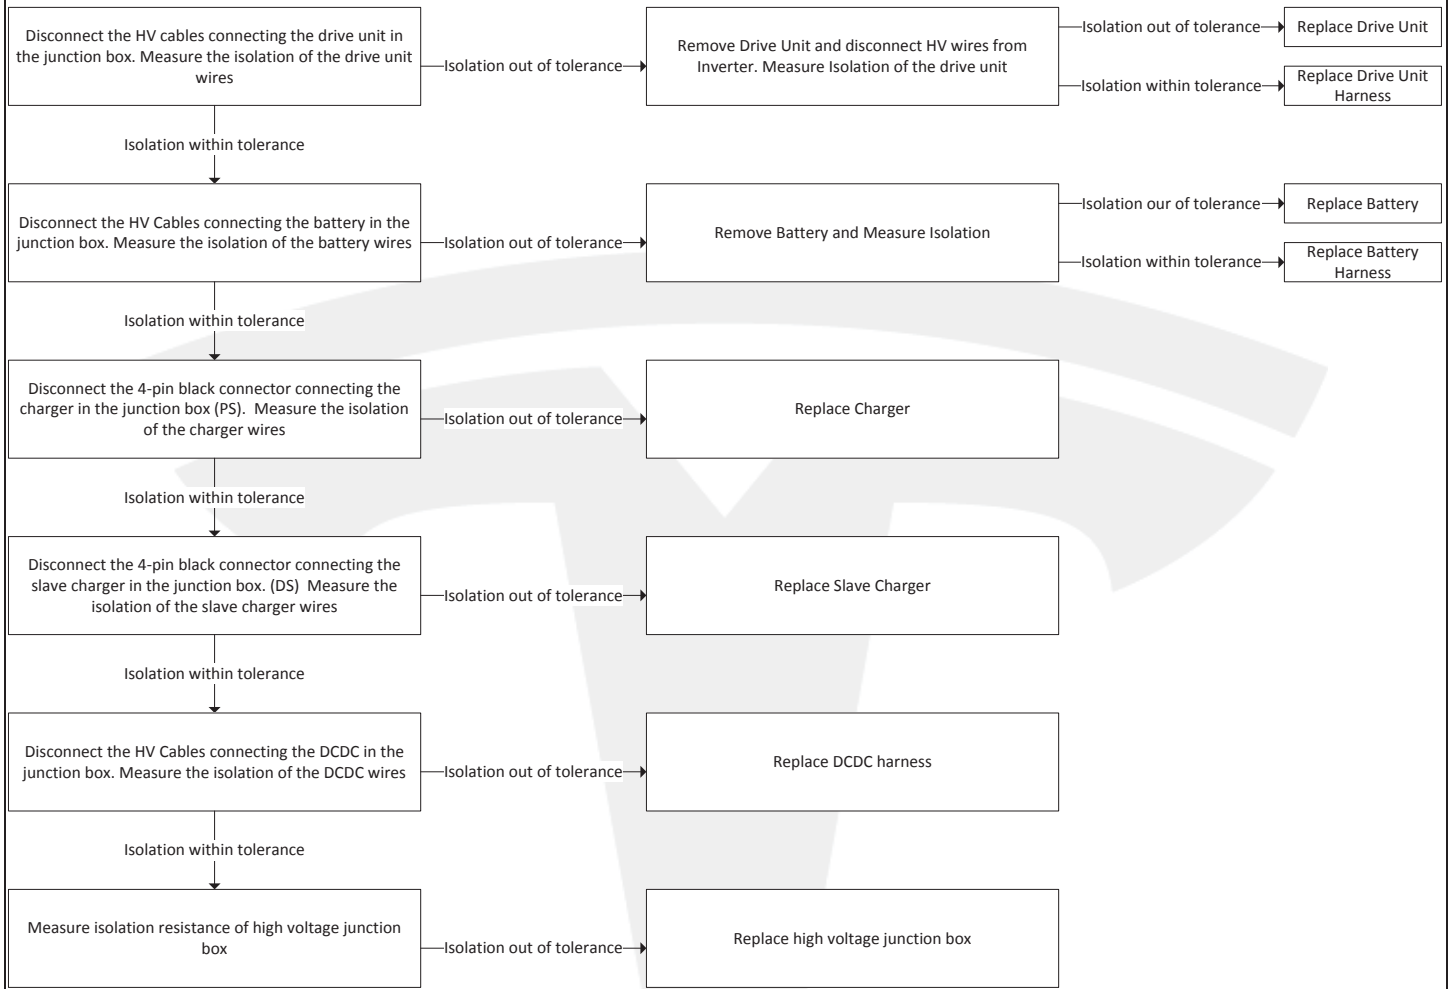 Disconnect the HV cables connecting the drive unit in
the junction box. Measure the isolation of the drive unit
wires
Isolation out of tolerance
Remove Drive Unit and disconnect HV wires from
Inverter. Measure Isolation of the drive unit
Isolation out of tolerance
Replace Drive Unit
Isolation within tolerance
Replace Drive Unit
Harness
Isolation within tolerance
Disconnect the HV Cables connecting the battery in the
junction box. Measure the isolation of the battery wires
Isolation out of tolerance
Remove Battery and Measure Isolation
Isolation our of tolerance
Replace Battery
Isolation within tolerance
Replace Battery
Harness
Isolation within tolerance
Disconnect the 4-pin black connector connecting the
charger in the junction box (PS).  Measure the isolation
of the charger wires
Isolation out of tolerance
Replace Charger
Isolation within tolerance
Disconnect the 4-pin black connector connecting the
slave charger in the junction box. (DS)  Measure the
isolation of the slave charger wires
Isolation out of tolerance
Replace Slave Charger
Isolation within tolerance
Disconnect the HV Cables connecting the DCDC in the
junction box. Measure the isolation of the DCDC wires
Isolation out of tolerance
Replace DCDC harness
Isolation within tolerance
Measure isolation resistance of high voltage junction
box
Isolation out of tolerance
Replace high voltage junction box